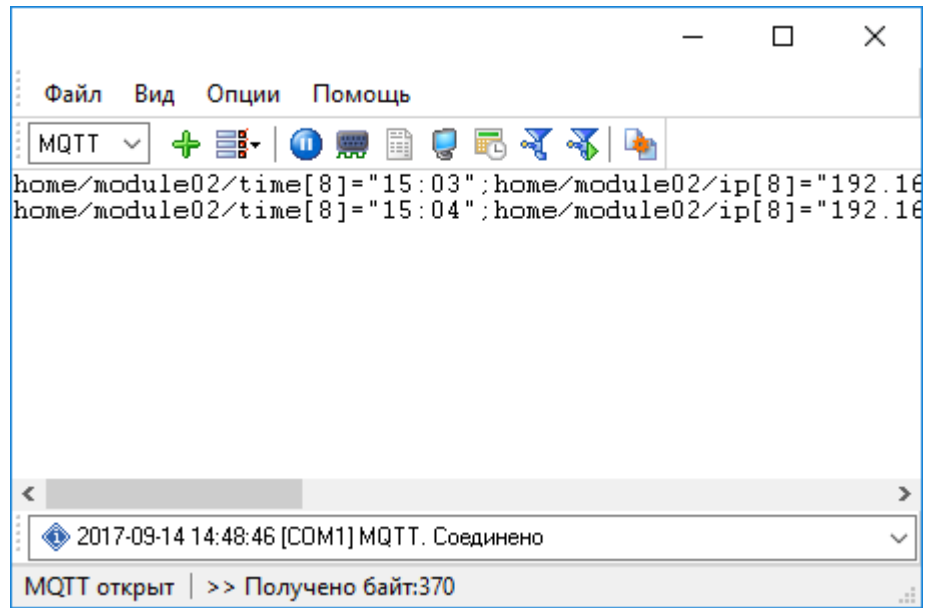 Файл Вид Опции Помощь
MQTT
home/module02/time[8]="15:03";home/module02/ip[8]="192.16
home/module02/time[8]="15:04";home/module02/ip[8]="192.16
2017-09-14 14:48:46 [COM1] MQTT. Соединено
MQTT открыт >> Получено байт:370